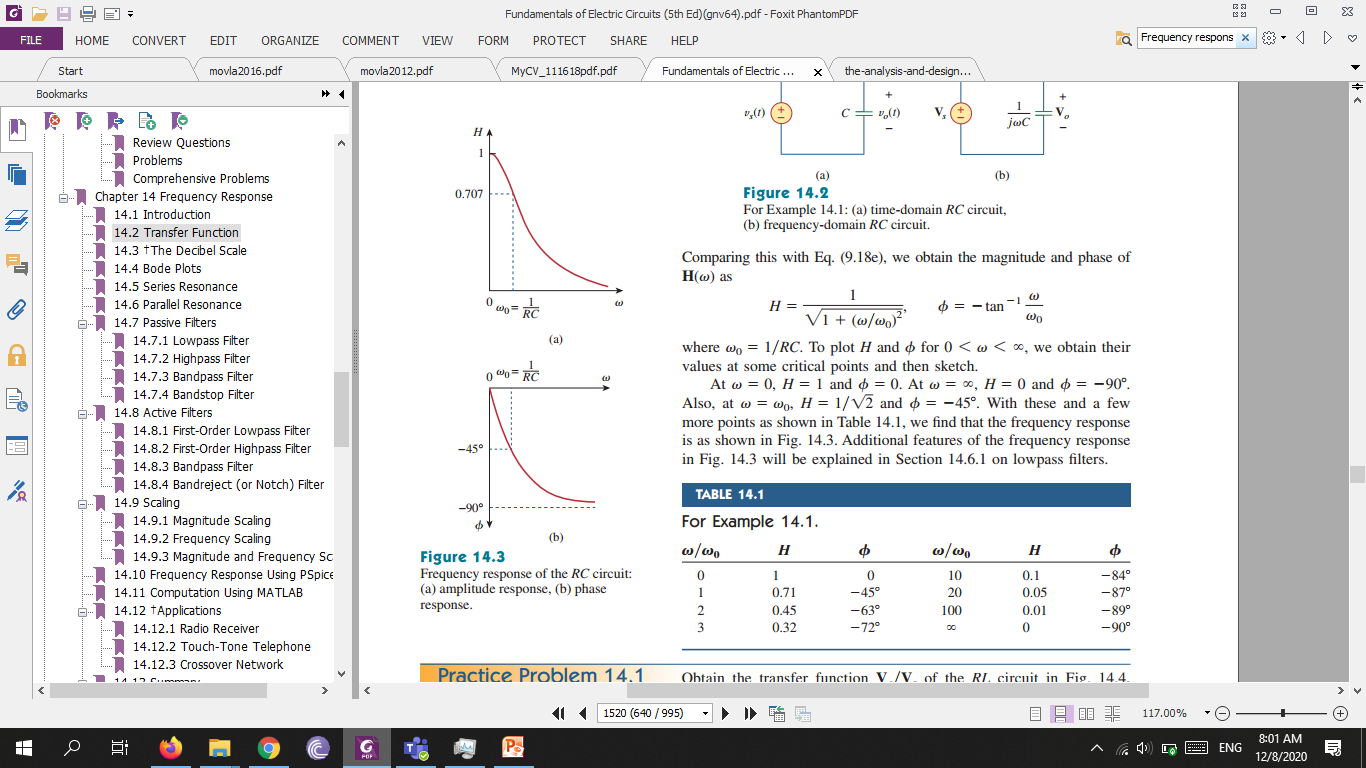 Fundamentals of Electric Circuits (5th Ed)(gnv64).pdf - Foxit PhantomPDF
FILE HOME CONVERT EDIT ORGANIZE COMMENT VIEW FORM PROTECT SHARE HELP
Frequency respons
Start movla2016.pdf movla2012.pdf MyCV_111618pdf.pdf Fundamentals of Electric ... the-analysis-and-design...
Bookmarks
Review Questions
Problems
Comprehensive Problems
Chapter 14 Frequency Response
14.1 Introduction
14.2 Transfer Function
14.3 †The Decibel Scale
14.4 Bode Plots
14.5 Series Resonance
14.6 Parallel Resonance
14.7 Passive Filters
14.7.1 Lowpass Filter
14.7.2 Highpass Filter
14.7.3 Bandpass Filter
14.7.4 Bandstop Filter
14.8 Active Filters
14.8.1 First-Order Lowpass Filter
14.8.2 First-Order Highpass Filter
14.8.3 Bandpass Filter
14.8.4 Bandreject (or Notch) Filter
14.9 Scaling
14.9.1 Magnitude Scaling
14.9.2 Frequency Scaling
14.9.3 Magnitude and Frequency Sca
14.10 Frequency Response Using PSpice
14.11 Computation Using MATLAB
14.12 †Applications
14.12.1 Radio Receiver
14.12.2 Touch-Tone Telephone
14.12.3 Crossover Network
14.13 Summary
H
1
0.707
0 ω₀ = 1/RC ω
(a)
0 ω₀ = 1/RC ω
−45°
−90°
ϕ
(b)
Figure 14.3
Frequency response of the RC circuit:
(a) amplitude response, (b) phase
response.
vₛ(t) + − C + vₒ(t) −
Vₛ + − 1/jωC + Vₒ −
(a) (b)
Figure 14.2
For Example 14.1: (a) time-domain RC circuit,
(b) frequency-domain RC circuit.
Comparing this with Eq. (9.18e), we obtain the magnitude and phase of
H(ω) as
H = 1/√(1 + (ω/ω₀)²), ϕ = −tan⁻¹ ω/ω₀
where ω₀ = 1/RC. To plot H and ϕ for 0 < ω < ∞, we obtain their
values at some critical points and then sketch.
At ω = 0, H = 1 and ϕ = 0. At ω = ∞, H = 0 and ϕ = −90°.
Also, at ω = ω₀, H = 1/√2 and ϕ = −45°. With these and a few
more points as shown in Table 14.1, we find that the frequency response
is as shown in Fig. 14.3. Additional features of the frequency response
in Fig. 14.3 will be explained in Section 14.6.1 on lowpass filters.
TABLE 14.1
For Example 14.1.
ω/ω₀ H ϕ ω/ω₀ H ϕ
0 1 0 10 0.1 −84°
1 0.71 −45° 20 0.05 −87°
2 0.45 −63° 100 0.01 −89°
3 0.32 −72° ∞ 0 −90°
Practice Problem 14.1
Obtain the transfer function Vₒ/Vₛ of the RL circuit in Fig. 14.4,
1520 (640 / 995)
117.00%
ENG
8:01 AM
12/8/2020